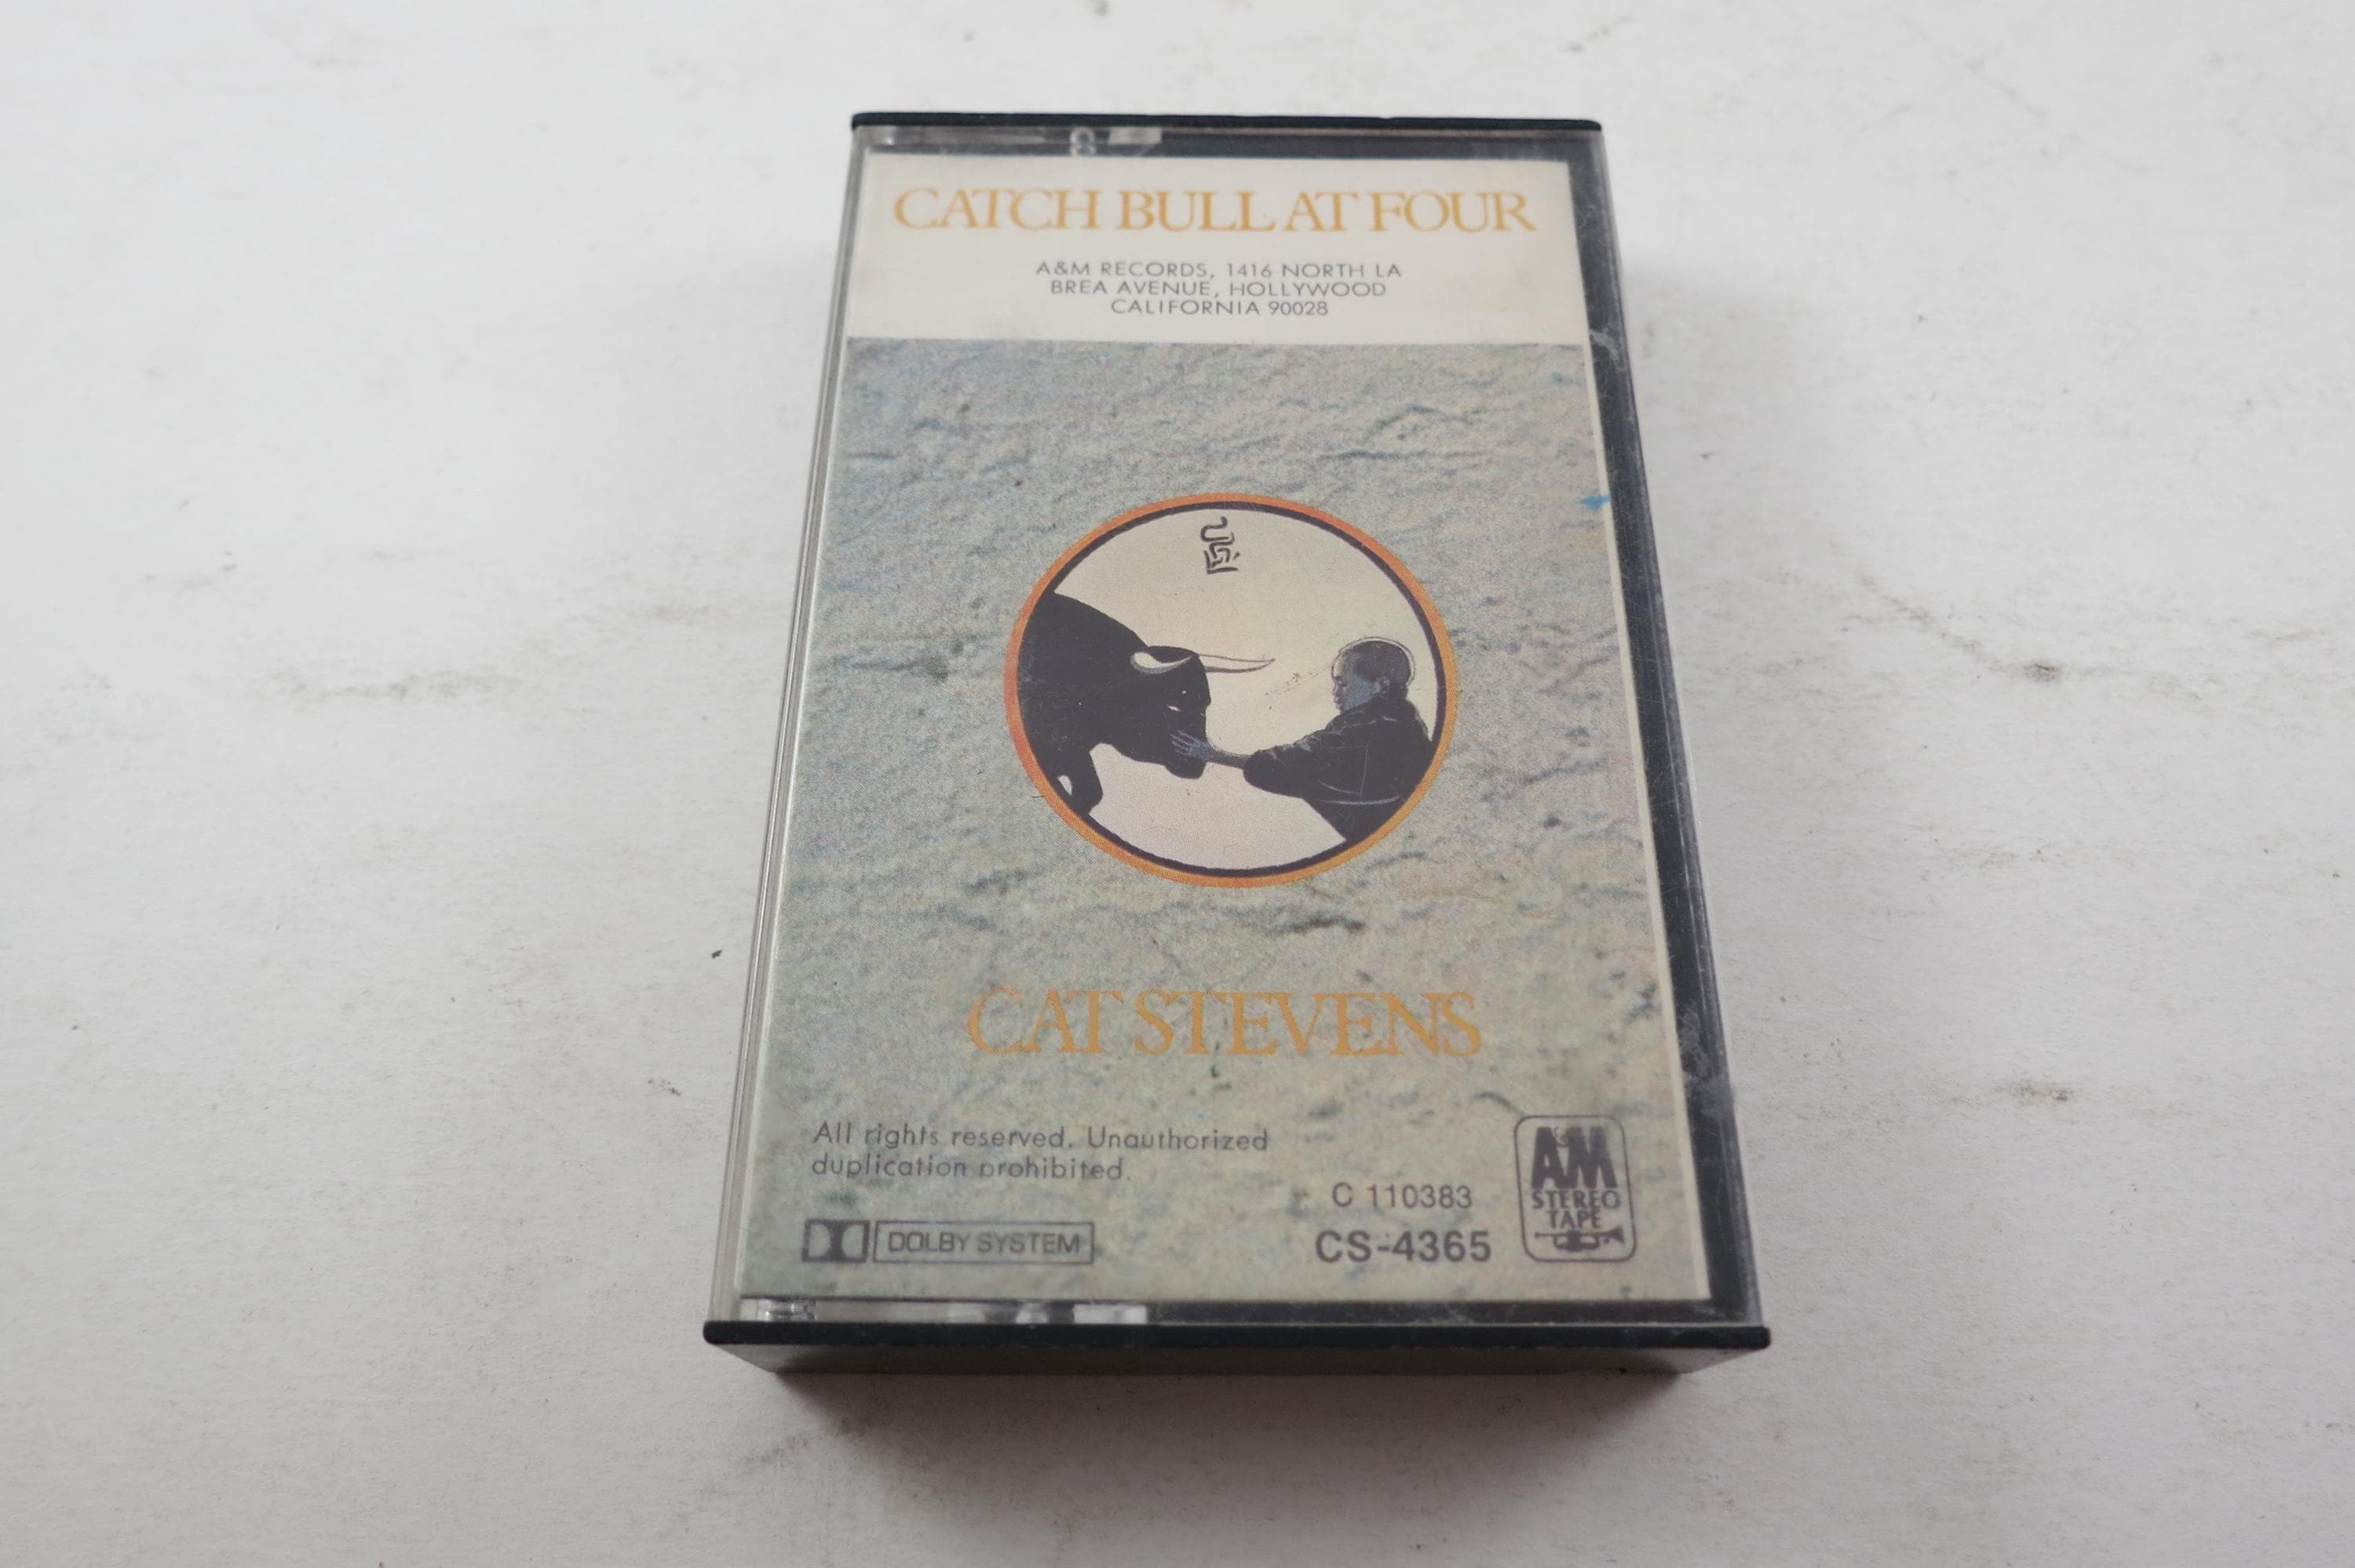 CATCH BULL AT FOUR
A&M RECORDS, 1416 NORTH LA
BREA AVENUE, HOLLYWOOD
CALIFORNIA 90028
CAT STEVENS
All rights reserved. Unauthorized
duplication prohibited.
C 110383
DOLBY SYSTEM
CS-4365
A&M
STEREO
TAPE